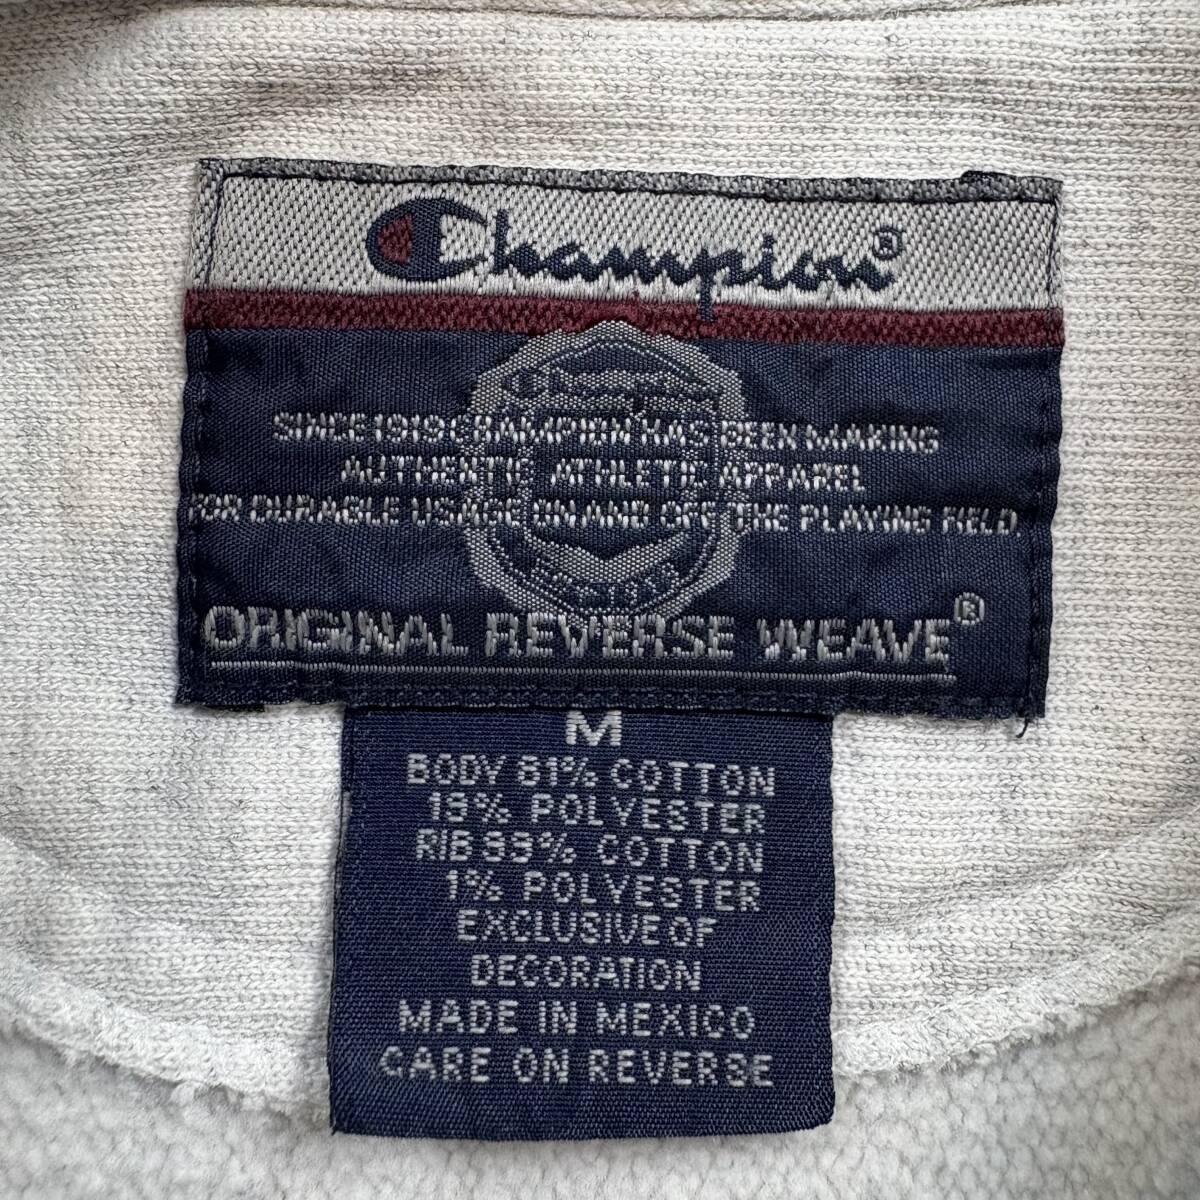 Champion®
Champion
SINCE 1919 CHAMPION HAS BEEN MAKING
AUTHENTIC ATHLETIC APPAREL
FOR DURABLE USAGE ON AND OFF THE PLAYING FIELD.
ORIGINAL REVERSE WEAVE®
M
BODY 81% COTTON
19% POLYESTER
RIB 99% COTTON
1% POLYESTER
EXCLUSIVE OF
DECORATION
MADE IN MEXICO
CARE ON REVERSE